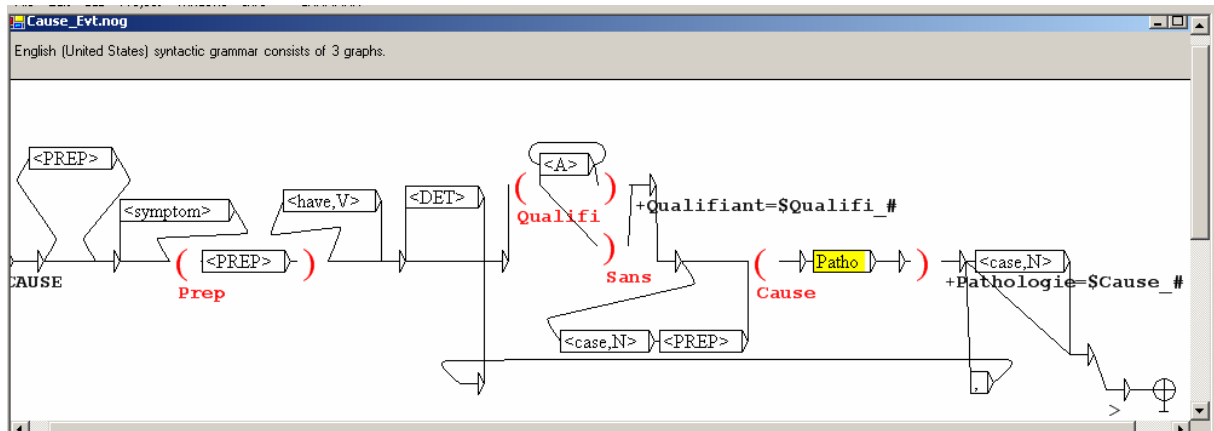 Cause_Evt.nog
English (United States) syntactic grammar consists of 3 graphs.
<PREP>
<A>
<symptom>
<have,V>
<DET>
(
)
Qualifi
+Qualifiant=$Qualifi_#
(
<PREP>
)
Prep
)
Sans
(
Patho
)
Cause
<case,N>
CAUSE
+Pathologie=$Cause_#
<case,N>
<PREP>
,
>